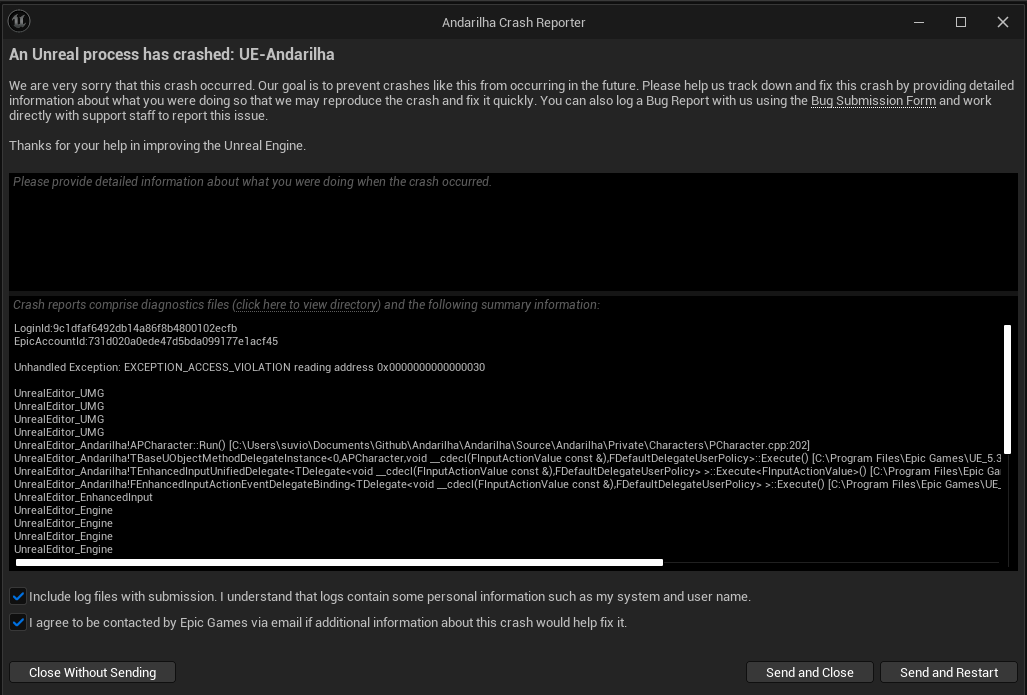 Andarilha Crash Reporter
An Unreal process has crashed: UE-Andarilha
We are very sorry that this crash occurred. Our goal is to prevent crashes like this from occurring in the future. Please help us track down and fix this crash by providing detailed
information about what you were doing so that we may reproduce the crash and fix it quickly. You can also log a Bug Report with us using the Bug Submission Form and work
directly with support staff to report this issue.
Thanks for your help in improving the Unreal Engine.
Please provide detailed information about what you were doing when the crash occurred.
Crash reports comprise diagnostics files (click here to view directory) and the following summary information:
LoginId:9c1dfaf6492db14a86f8b4800102ecfb
EpicAccountId:731d020a0ede47d5bda099177e1acf45
Unhandled Exception: EXCEPTION_ACCESS_VIOLATION reading address 0x0000000000000030
UnrealEditor_UMG
UnrealEditor_UMG
UnrealEditor_UMG
UnrealEditor_UMG
UnrealEditor_Andarilha!APCharacter::Run() [C:\Users\suvio\Documents\Github\Andarilha\Andarilha\Source\Andarilha\Private\Characters\PCharacter.cpp:202]
UnrealEditor_Andarilha!TBaseUObjectMethodDelegateInstance<0,APCharacter,void __cdecl(FInputActionValue const &),FDefaultDelegateUserPolicy>::Execute() [C:\Program Files\Epic Games\UE_5.3
UnrealEditor_Andarilha!TEnhancedInputUnifiedDelegate<TDelegate<void __cdecl(FInputActionValue const &),FDefaultDelegateUserPolicy> >::Execute<FInputActionValue>() [C:\Program Files\Epic Gam
UnrealEditor_Andarilha!FEnhancedInputActionEventDelegateBinding<TDelegate<void __cdecl(FInputActionValue const &),FDefaultDelegateUserPolicy> >::Execute() [C:\Program Files\Epic Games\UE_
UnrealEditor_EnhancedInput
UnrealEditor_Engine
UnrealEditor_Engine
UnrealEditor_Engine
UnrealEditor_Engine
Include log files with submission. I understand that logs contain some personal information such as my system and user name.
I agree to be contacted by Epic Games via email if additional information about this crash would help fix it.
Close Without Sending
Send and Close
Send and Restart